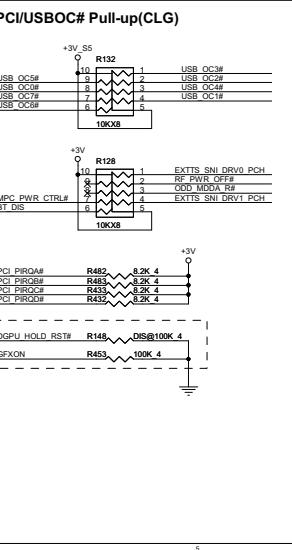 PCI/USBOC# Pull-up(CLG)
+3V_S5
R132
10 1 USB_OC3#
USB_OC5# 9 2 USB_OC2#
USB_OC0# 8 3 USB_OC4#
USB_OC7# 7 4 USB_OC1#
USB_OC6# 6 5
10KX8
+3V
R128
10 1 EXTTS_SNI_DRV0_PCH
9 2 RF_PWR_OFF#
8 3 ODD_MDDA_R#
MPC_PWR_CTRL# 7 4 EXTTS_SNI_DRV1_PCH
BT_DIS 6 5
10KX8
+3V
PCI_PIRQA# R482 8.2K_4
PCI_PIRQB# R483 8.2K_4
PCI_PIRQC# R433 8.2K_4
PCI_PIRQD# R432 8.2K_4
DGPU_HOLD_RST# R148 DIS@100K_4
GFXON R453 100K_4
5